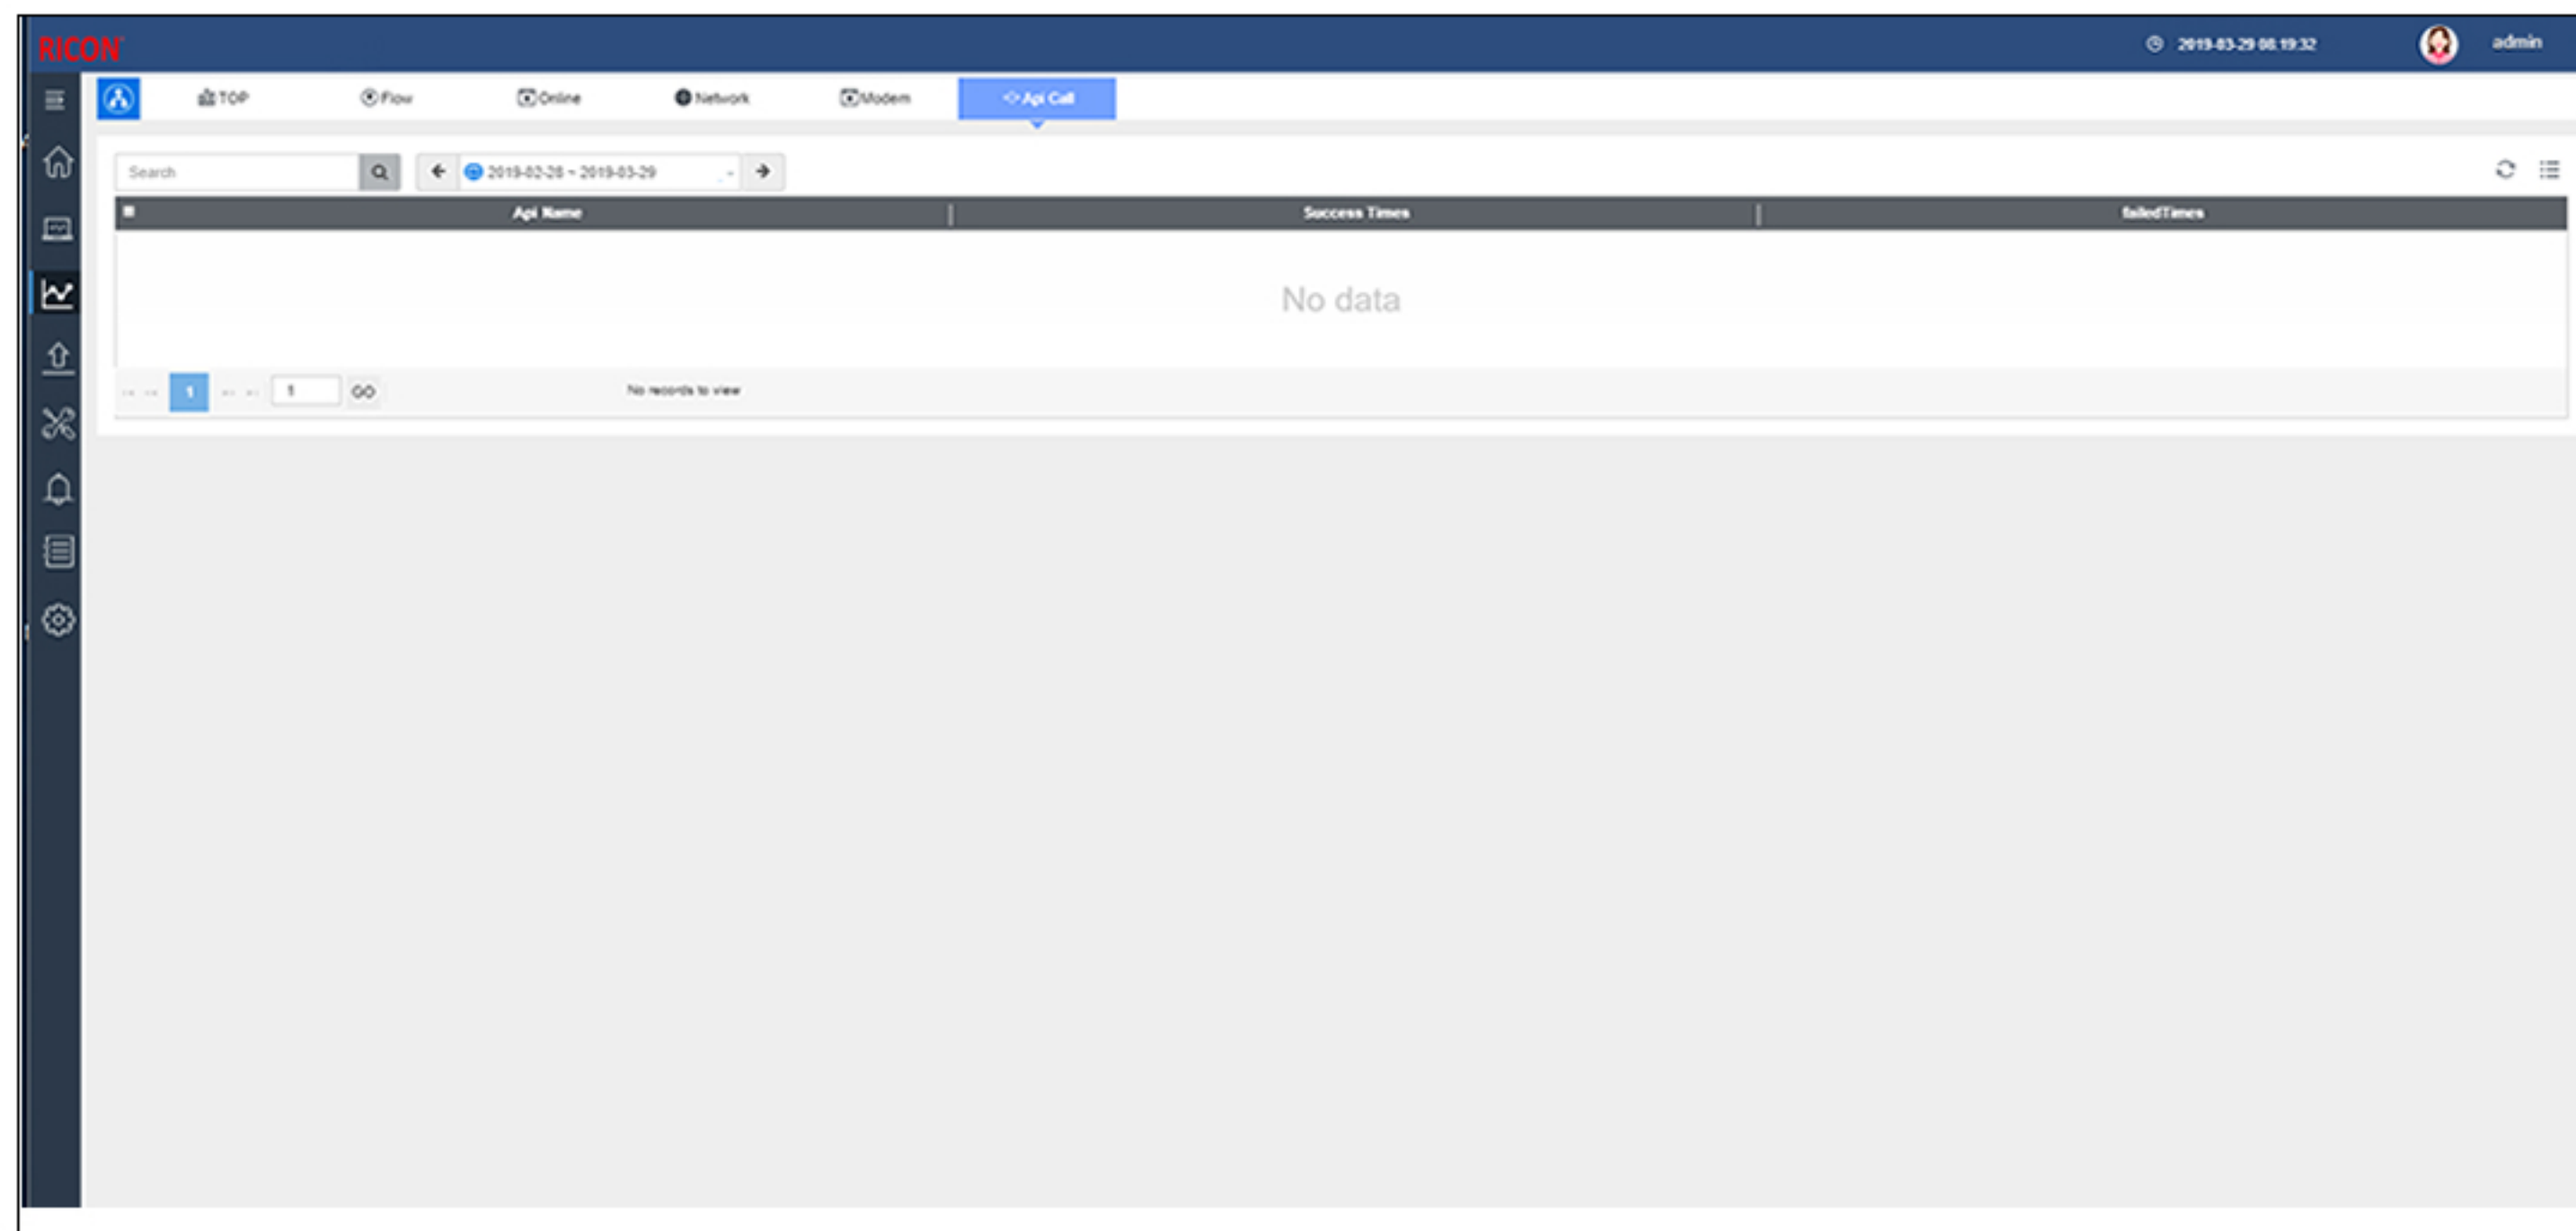 RICON
2019-03-29 08:19:32 admin
TOP Flow Online Network Modem Api Call
Search 2019-02-28 ~ 2019-03-29
Api Name Success Times failedTimes
No data
1 1 GO No records to view